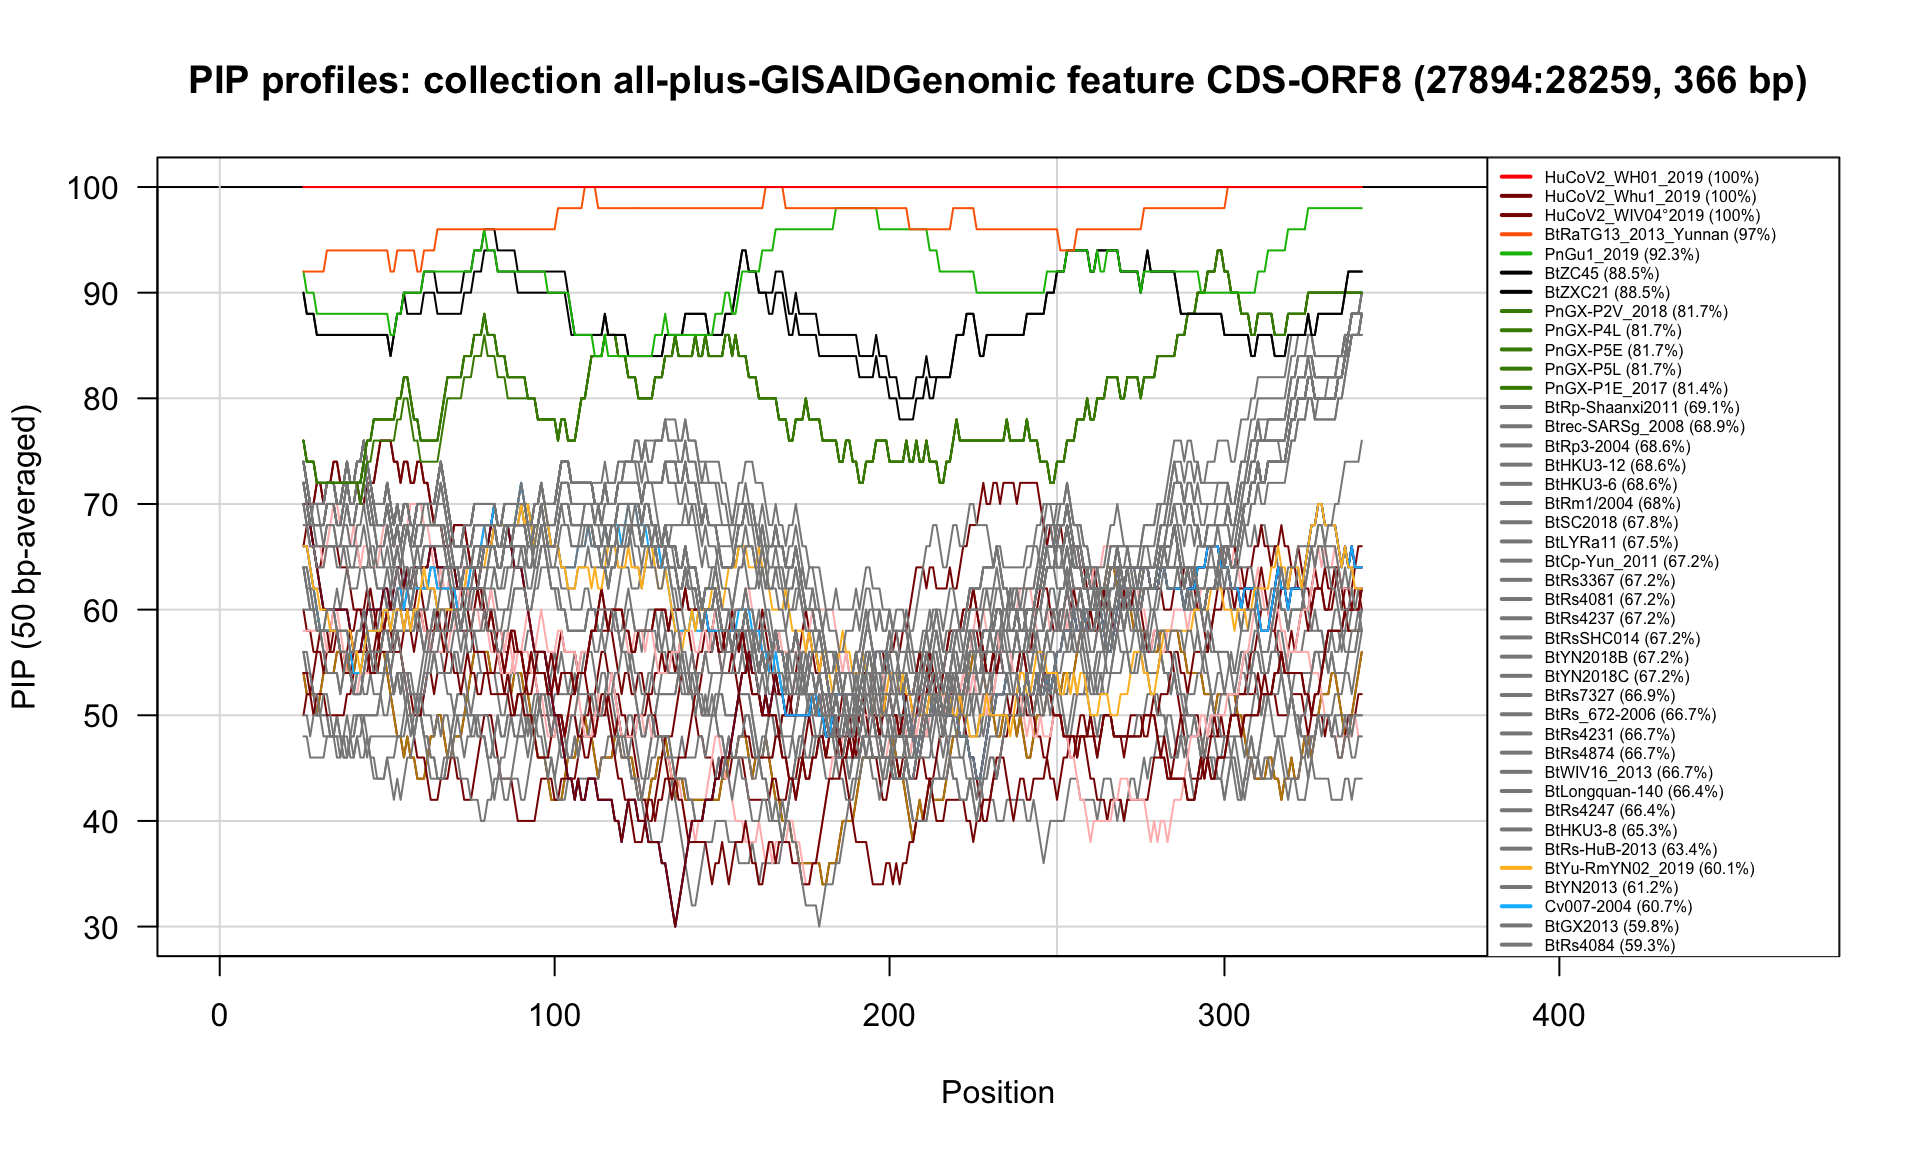 PIP profiles: collection all-plus-GISAIDGenomic feature CDS-ORF8 (27894:28259, 366 bp)
PIP (50 bp-averaged)
100
90
80
70
60
50
40
30
0
100
200
300
400
Position
HuCoV2_WH01_2019 (100%)
HuCoV2_Whu1_2019 (100%)
HuCoV2_WIV04°2019 (100%)
BtRaTG13_2013_Yunnan (97%)
PnGu1_2019 (92.3%)
BtZC45 (88.5%)
BtZXC21 (88.5%)
PnGX-P2V_2018 (81.7%)
PnGX-P4L (81.7%)
PnGX-P5E (81.7%)
PnGX-P5L (81.7%)
PnGX-P1E_2017 (81.4%)
BtRp-Shaanxi2011 (69.1%)
Btrec-SARSg_2008 (68.9%)
BtRp3-2004 (68.6%)
BtHKU3-12 (68.6%)
BtHKU3-6 (68.6%)
BtRm1/2004 (68%)
BtSC2018 (67.8%)
BtLYRa11 (67.5%)
BtCp-Yun_2011 (67.2%)
BtRs3367 (67.2%)
BtRs4081 (67.2%)
BtRs4237 (67.2%)
BtRsSHC014 (67.2%)
BtYN2018B (67.2%)
BtYN2018C (67.2%)
BtRs7327 (66.9%)
BtRs_672-2006 (66.7%)
BtRs4231 (66.7%)
BtRs4874 (66.7%)
BtWIV16_2013 (66.7%)
BtLongquan-140 (66.4%)
BtRs4247 (66.4%)
BtHKU3-8 (65.3%)
BtRs-HuB-2013 (63.4%)
BtYu-RmYN02_2019 (60.1%)
BtYN2013 (61.2%)
Cv007-2004 (60.7%)
BtGX2013 (59.8%)
BtRs4084 (59.3%)